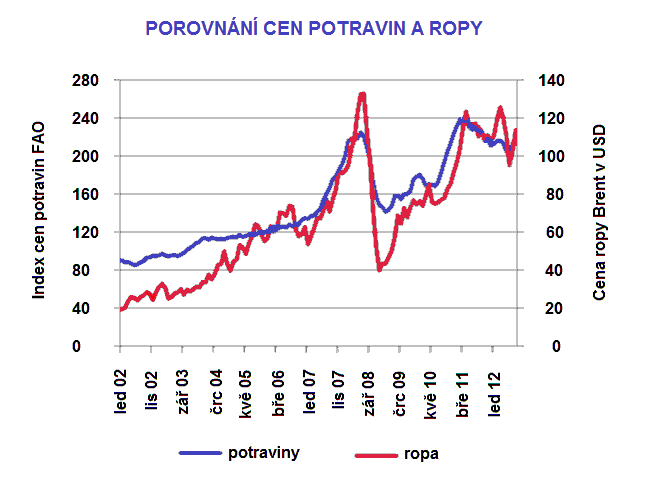 POROVNÁNÍ CEN POTRAVIN A ROPY
280
240
200
160
120
80
40
0
Index cen potravin FAO
140
120
100
80
60
40
20
0
Cena ropy Brent v USD
led 02
lis 02
zář 03
črc 04
kvě 05
bře 06
led 07
lis 07
zář 08
črc 09
kvě 10
bře 11
led 12
potraviny
ropa